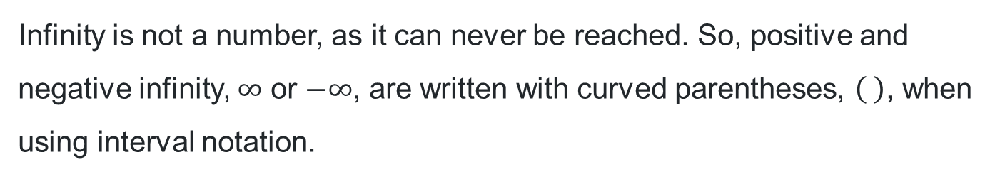 Infinity is not a number, as it can never be reached. So, positive and
negative infinity, ∞ or −∞, are written with curved parentheses, ( ), when
using interval notation.